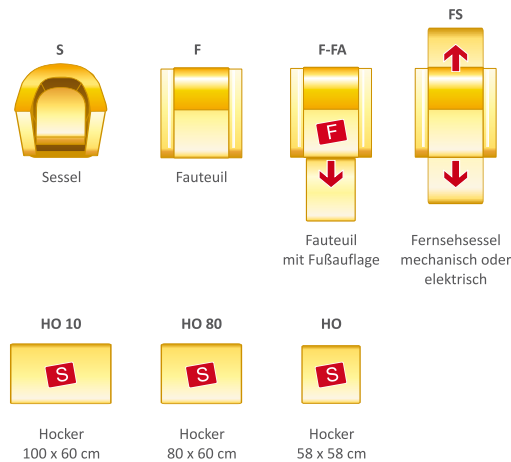 S
Sessel
F
Fauteuil
F-FA
F
Fauteuil
mit Fußauflage
FS
Fernsehsessel
mechanisch oder
elektrisch
HO 10
S
Hocker
100 x 60 cm
HO 80
S
Hocker
80 x 60 cm
HO
S
Hocker
58 x 58 cm